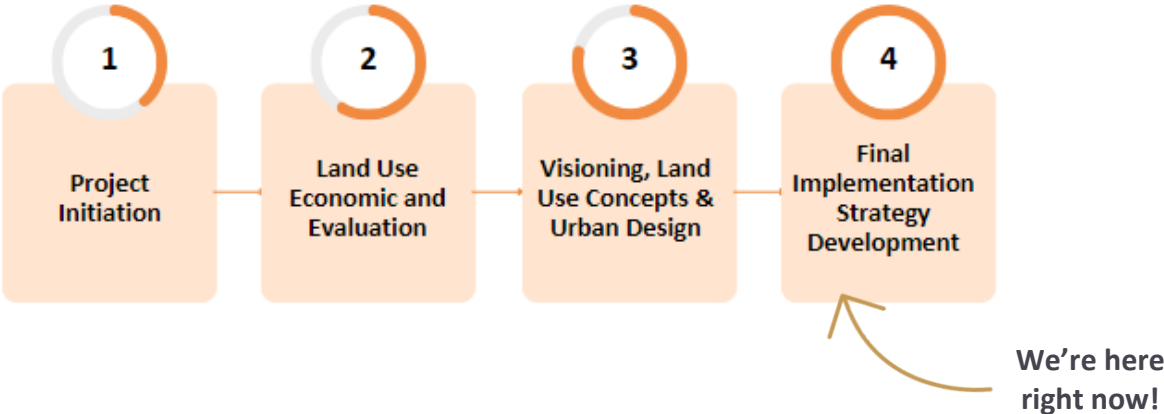 1
Project
Initiation
2
Land Use
Economic and
Evaluation
3
Visioning, Land
Use Concepts &
Urban Design
4
Final
Implementation
Strategy
Development
We’re here
right now!